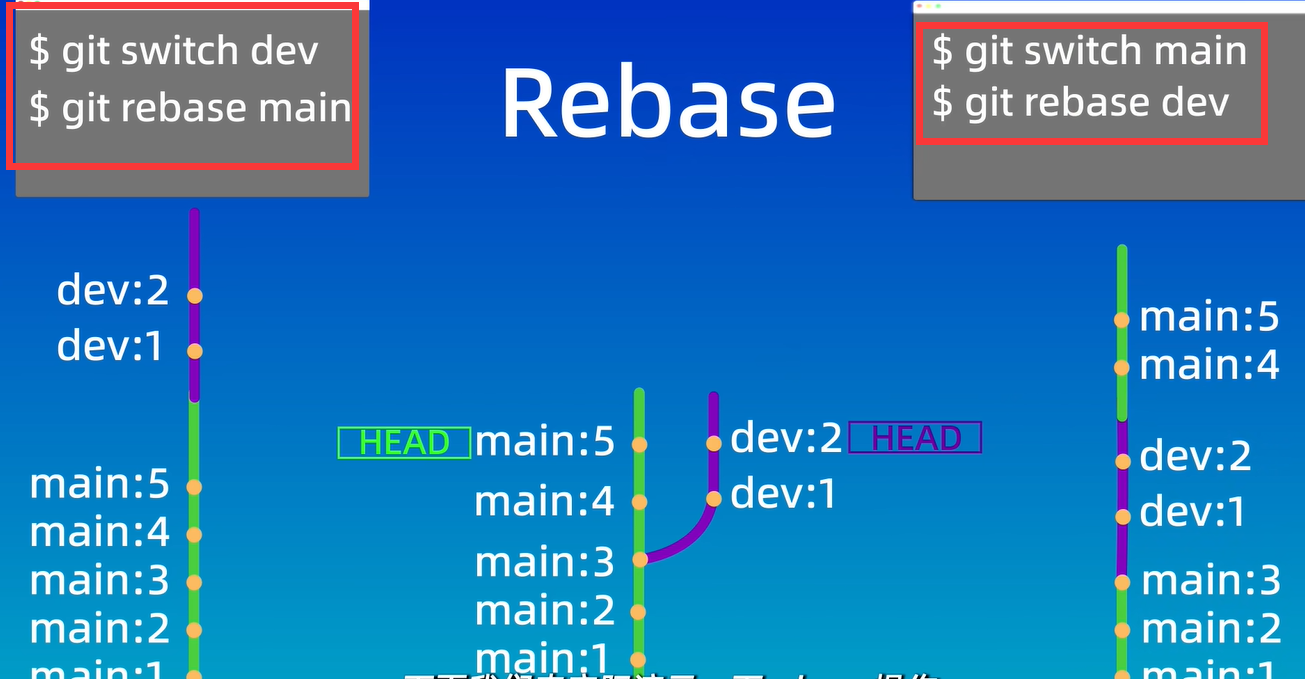 $ git switch dev
$ git rebase main
Rebase
$ git switch main
$ git rebase dev
dev:2
dev:1
main:5
main:4
main:3
main:2
main:1
HEAD main:5
main:4
main:3
main:2
main:1
dev:2 HEAD
dev:1
main:5
main:4
dev:2
dev:1
main:3
main:2
main:1